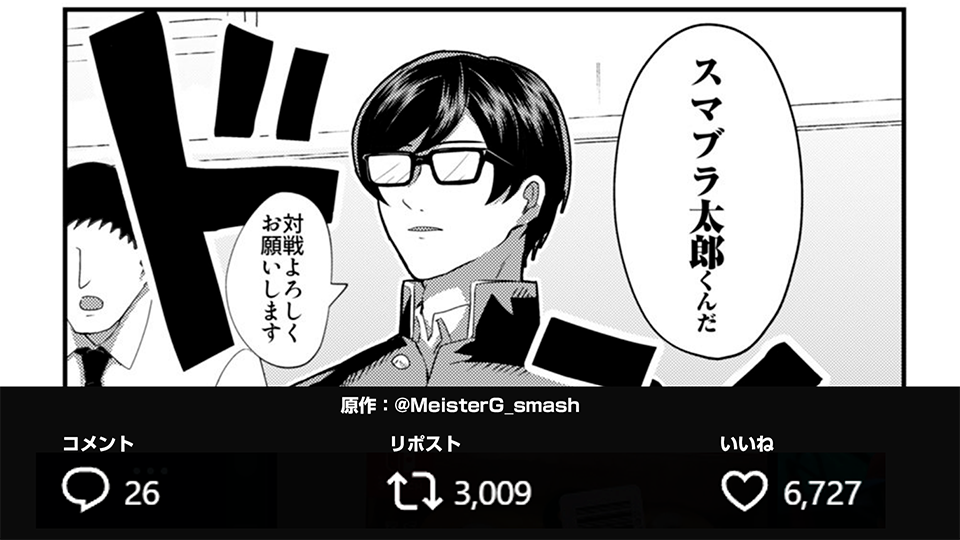 スマブラ太郎くんだ
対戦よろしく
お願いします
ドーン
原作：@MeisterG_smash
コメント
リポスト
いいね
26
3,009
6,727